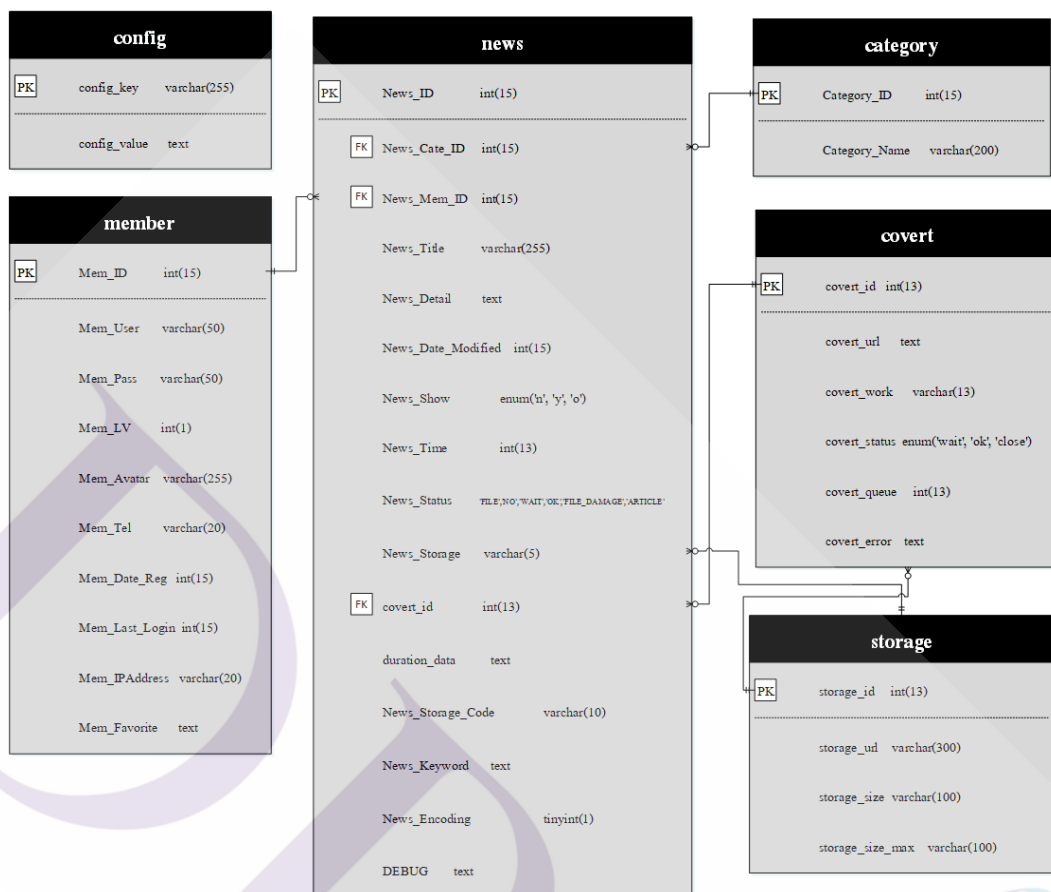 config
PK config_key varchar(255)
config_value text
member
PK Mem_ID int(15)
Mem_User varchar(50)
Mem_Pass varchar(50)
Mem_LV int(1)
Mem_Avatar varchar(255)
Mem_Tel varchar(20)
Mem_Date_Reg int(15)
Mem_Last_Login int(15)
Mem_IPAddress varchar(20)
Mem_Favorite text
news
PK News_ID int(15)
FK News_Cate_ID int(15)
FK News_Mem_ID int(15)
News_Title varchar(255)
News_Detail text
News_Date_Modified int(15)
News_Show enum('n', 'y', 'o')
News_Time int(13)
News_Status 'FILE','NO','WAIT','OK','FILE_DAMAGE','ARTICLE'
News_Storage varchar(5)
FK covert_id int(13)
duration_data text
News_Storage_Code varchar(10)
News_Keyword text
News_Encoding tinyint(1)
DEBUG text
category
PK Category_ID int(15)
Category_Name varchar(200)
covert
PK covert_id int(13)
covert_url text
covert_work varchar(13)
covert_status enum('wait', 'ok', 'close')
covert_queue int(13)
covert_error text
storage
PK storage_id int(13)
storage_url varchar(300)
storage_size varchar(100)
storage_size_max varchar(100)